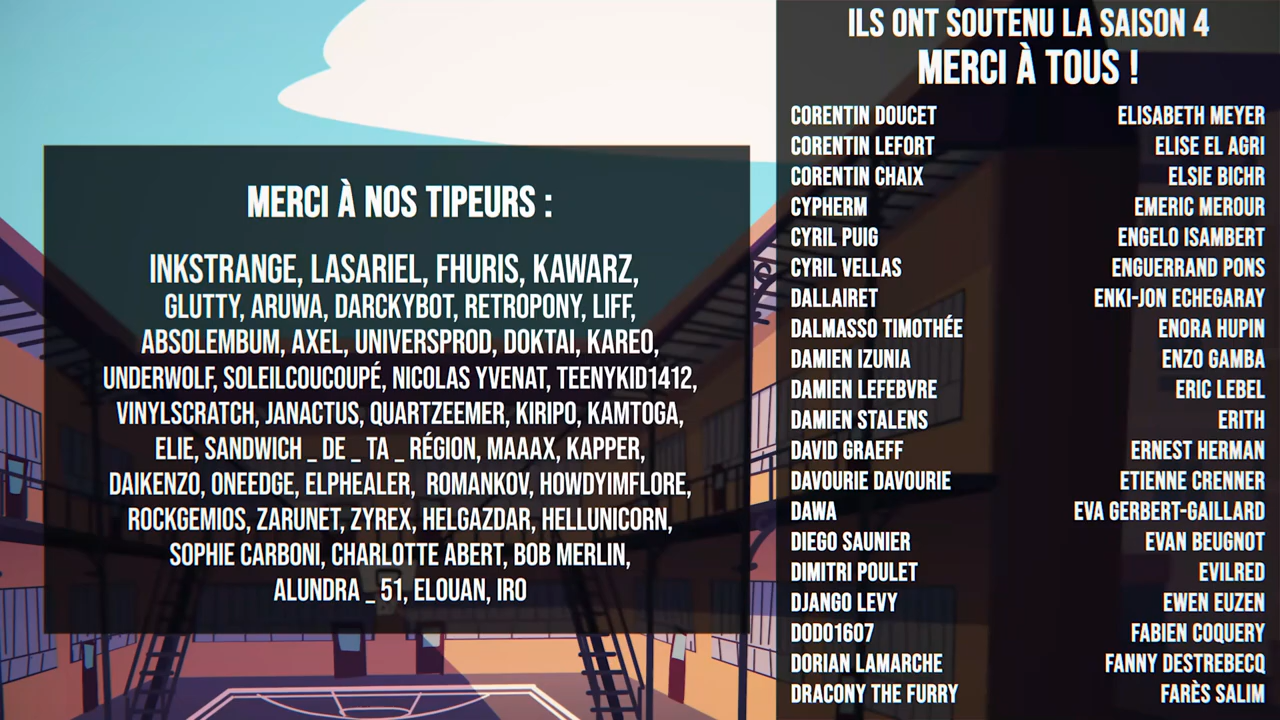 MERCI À NOS TIPEURS :
INKSTRANGE, LASARIEL, FHURIS, KAWARZ,
GLUTTY, ARUWA, DARCKYBOT, RETROPONY, LIFF,
ABSOLEMBUM, AXEL, UNIVERSPROD, DOKTAI, KAREO,
UNDERWOLF, SOLEILCOUCOUPÉ, NICOLAS YVENAT, TEENYKID1412,
VINYLSCRATCH, JANACTUS, QUARTZEEMER, KIRIPO, KAMTOGA,
ELIE, SANDWICH _ DE _ TA _ RÉGION, MAAAX, KAPPER,
DAIKENZO, ONEEDGE, ELPHEALER, ROMANKOV, HOWDYIMFLORE,
ROCKGEMIOS, ZARUNET, ZYREX, HELGAZDAR, HELLUNICORN,
SOPHIE CARBONI, CHARLOTTE ABERT, BOB MERLIN,
ALUNDRA _ 51, ELOUAN, IRO
ILS ONT SOUTENU LA SAISON 4
MERCI À TOUS !
CORENTIN DOUCET
CORENTIN LEFORT
CORENTIN CHAIX
CYPHERM
CYRIL PUIG
CYRIL VELLAS
DALLAIRET
DALMASSO TIMOTHÉE
DAMIEN IZUNIA
DAMIEN LEFEBVRE
DAMIEN STALENS
DAVID GRAEFF
DAVOURIE DAVOURIE
DAWA
DIEGO SAUNIER
DIMITRI POULET
DJANGO LEVY
DODO1607
DORIAN LAMARCHE
DRACONY THE FURRY
ELISABETH MEYER
ELISE EL AGRI
ELSIE BICHR
EMERIC MEROUR
ENGELO ISAMBERT
ENGUERRAND PONS
ENKI-JON ECHEGARAY
ENORA HUPIN
ENZO GAMBA
ERIC LEBEL
ERITH
ERNEST HERMAN
ETIENNE CRENNER
EVA GERBERT-GAILLARD
EVAN BEUGNOT
EVILRED
EWEN EUZEN
FABIEN COQUERY
FANNY DESTREBECQ
FARÈS SALIM